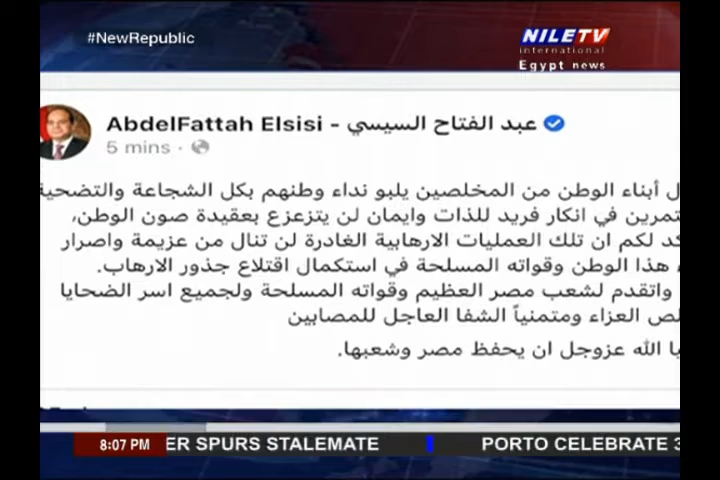 #NewRepublic
NILETV
international
Egypt news
AbdelFattah Elsisi - عبد الفتاح السيسي
5 mins ·
أبناء الوطن من المخلصين يلبو نداء وطنهم بكل الشجاعة والتضحية
في انكار فريد للذات وايمان لن يتزعزع بعقيدة صون الوطن،
لكم ان تلك العمليات الارهابية الغادرة لن تنال من عزيمة واصرار
هذا الوطن وقواته المسلحة في استكمال اقتلاع جذور الارهاب.
واتقدم لشعب مصر العظيم وقواته المسلحة ولجميع اسر الضحايا
العزاء ومتمنياً الشفا العاجل للمصابين
الله عزوجل ان يحفظ مصر وشعبها.
8:07 PM ER SPURS STALEMATE PORTO CELEBRATE 3